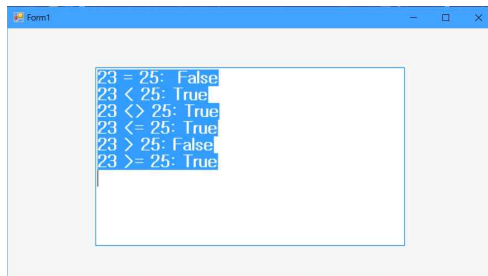 Form1
23 = 25:  False
23 < 25: True
23 <> 25: True
23 <= 25: True
23 > 25: False
23 >= 25: True